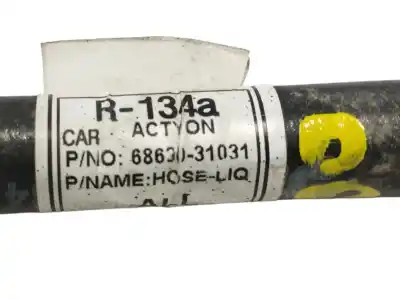 R-134a
CAR ACTYON
P/NO: 68630-31031
P/NAME:HOSE-LIQ